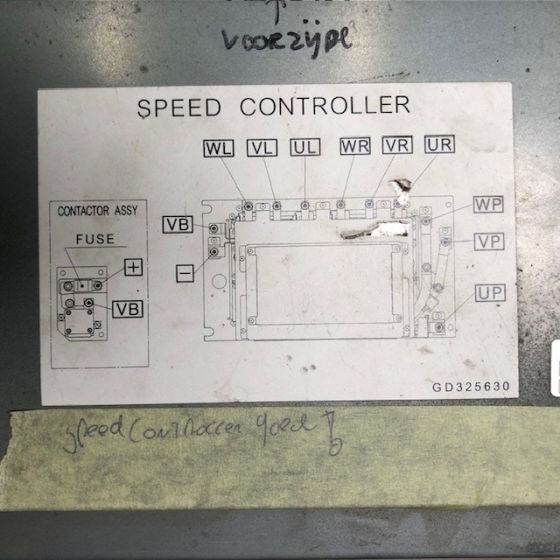 voorzijde
SPEED CONTROLLER
WL VL UL WR VR UR
CONTACTOR ASSY
FUSE
+
VB
VB
−
WP
VP
UP
GD325630
speed controller goed !